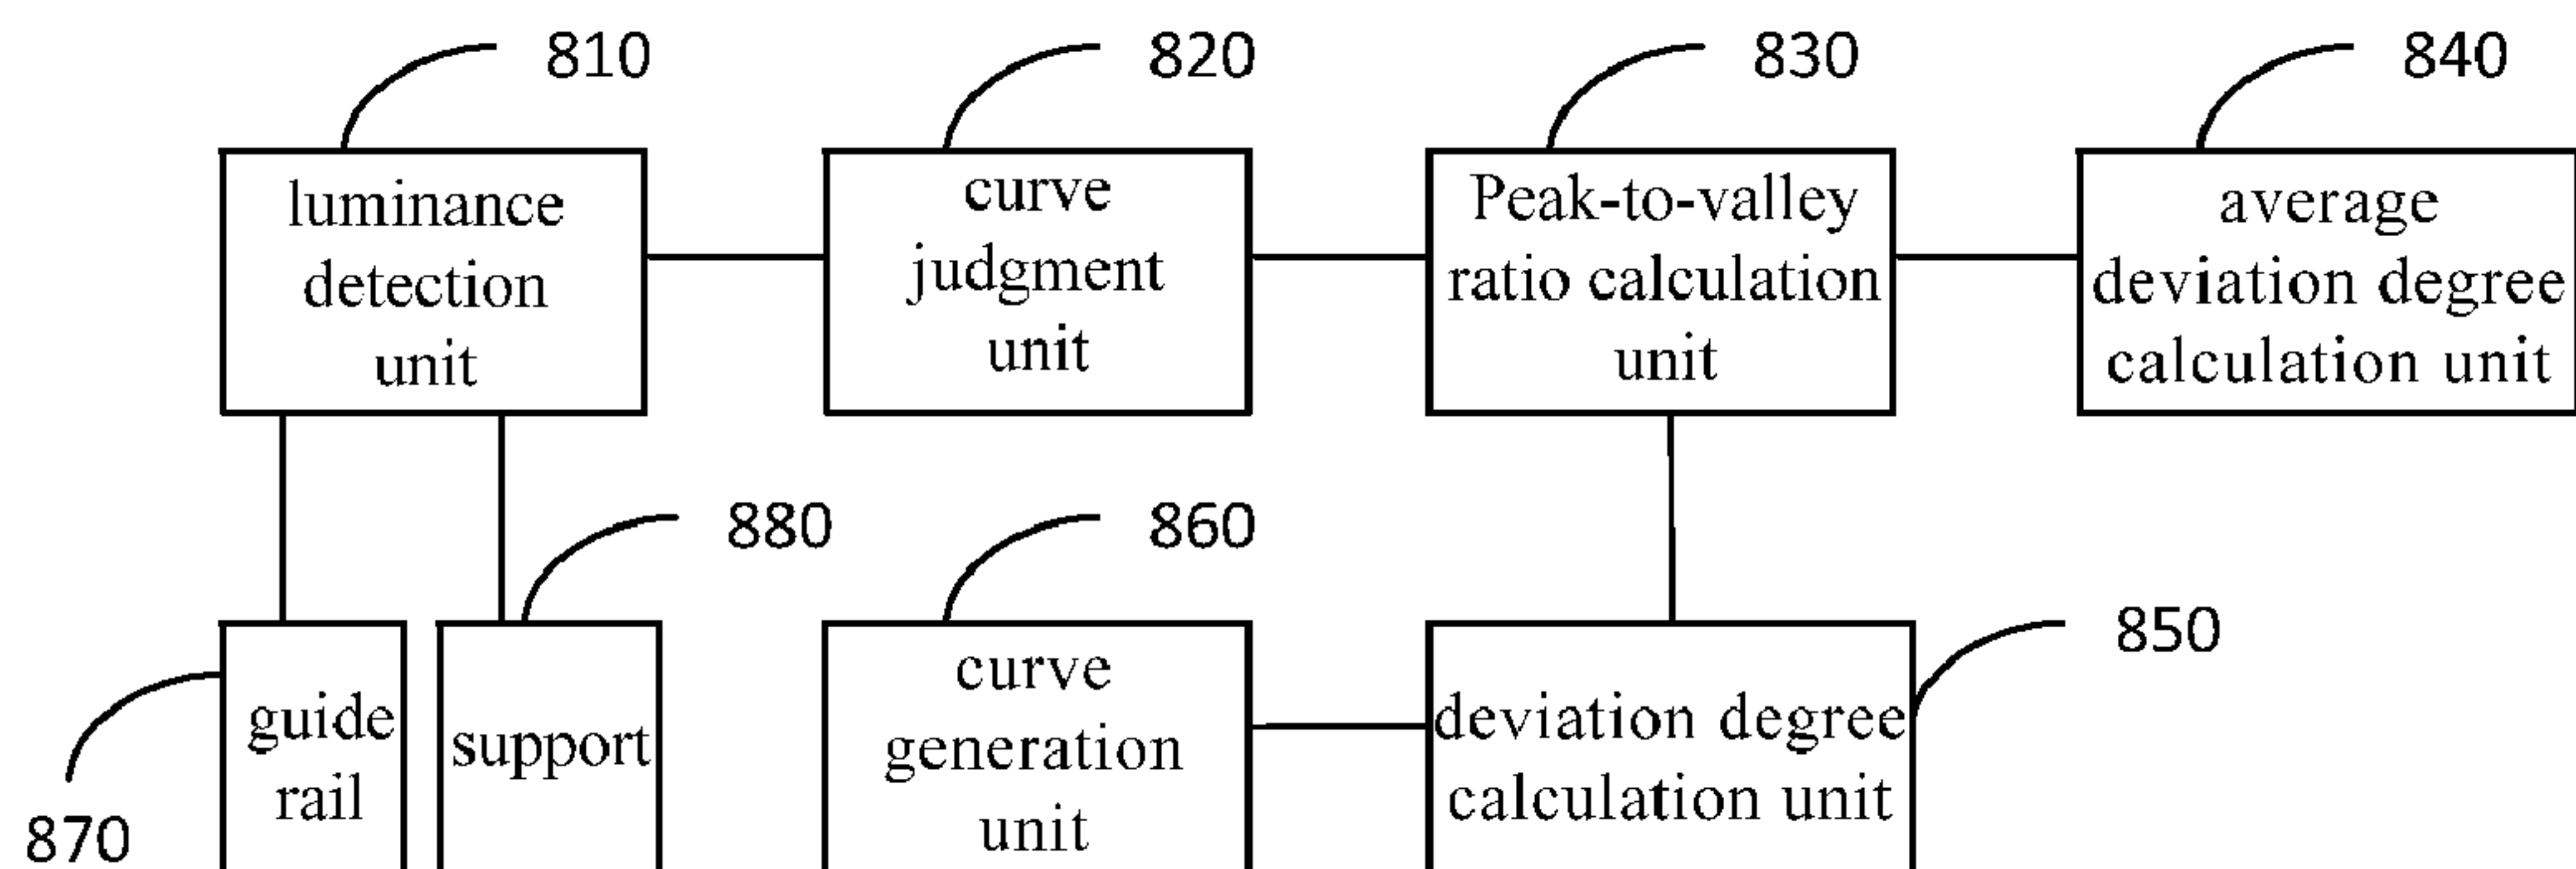 810
820
830
840
luminance
detection
unit
curve
judgment
unit
Peak-to-valley
ratio calculation
unit
average
deviation degree
calculation unit
880
860
850
870
guide
rail
support
curve
generation
unit
deviation degree
calculation unit